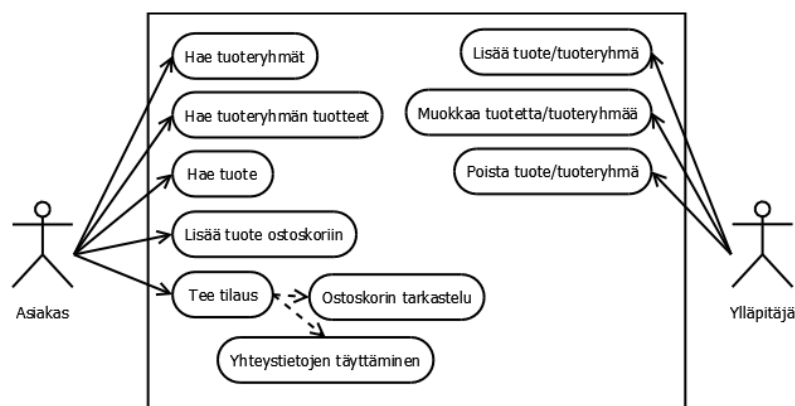 Hae tuoteryhmät
Hae tuoteryhmän tuotteet
Hae tuote
Lisää tuote ostoskoriin
Tee tilaus
Ostoskorin tarkastelu
Yhteystietojen täyttäminen
Asiakas
Lisää tuote/tuoteryhmä
Muokkaa tuotetta/tuoteryhmää
Poista tuote/tuoteryhmä
Ylläpitäjä